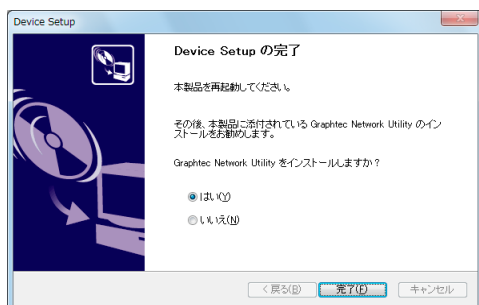 Device Setup
Device Setup の完了
本製品を再起動してください。
その後、本製品に添付されている Graphtec Network Utility のイン
ストールをお勧めします。
Graphtec Network Utility をインストールしますか？
はい(Y)
いいえ(N)
< 戻る(B)
完了(F)
キャンセル